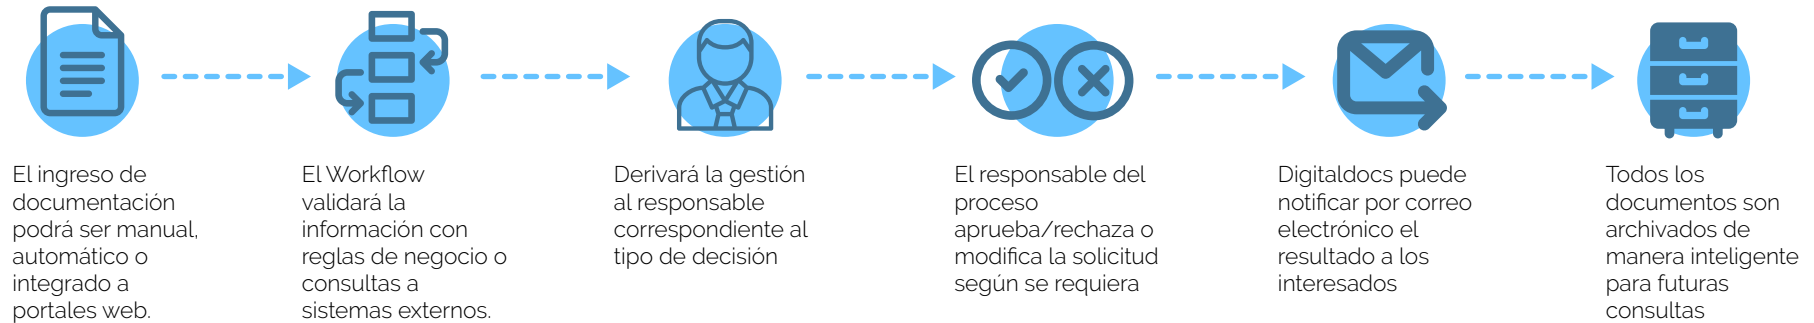 El ingreso de
documentación
podrá ser manual,
automático o
integrado a
portales web.
El Workflow
validará la
información con
reglas de negocio o
consultas a
sistemas externos.
Derivará la gestión
al responsable
correspondiente al
tipo de decisión
El responsable del
proceso
aprueba/rechaza o
modifica la solicitud
según se requiera
Digitaldocs puede
notificar por correo
electrónico el
resultado a los
interesados
Todos los
documentos son
archivados de
manera inteligente
para futuras
consultas